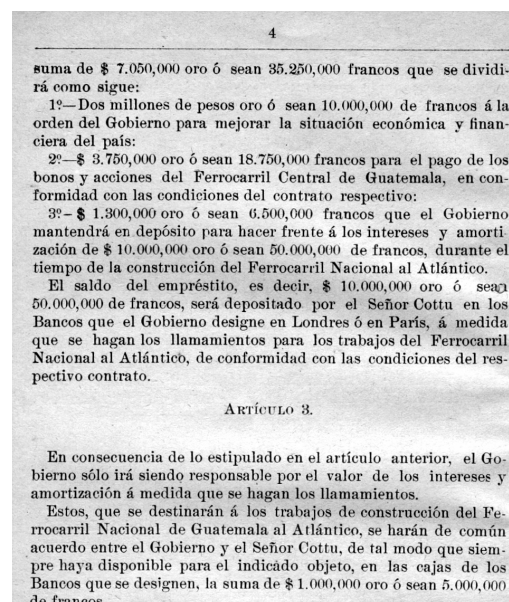 4
suma de $ 7.050,000 oro ó sean 35.250,000 francos que se dividi-
rá como sigue:
1º—Dos millones de pesos oro ó sean 10.000,000 de francos á la
orden del Gobierno para mejorar la situación económica y finan-
ciera del país:
2º—$ 3.750,000 oro ó sean 18.750,000 francos para el pago de los
bonos y acciones del Ferrocarril Central de Guatemala, en con-
formidad con las condiciones del contrato respectivo:
3º-$ 1.300,000 oro ó sean 6.500,000 francos que el Gobierno
mantendrá en depósito para hacer frente á los intereses y amorti-
zación de $ 10.000,000 oro ó sean 50.000,000 de francos, durante el
tiempo de la construcción del Ferrocarril Nacional al Atlántico.
El saldo del empréstito, es decir, $ 10.000,000 oro ó sean
50.000,000 de francos, será depositado por el Señor Cottu en los
Bancos que el Gobierno designe en Londres ó en París, á medida
que se hagan los llamamientos para los trabajos del Ferrocarril
Nacional al Atlántico, de conformidad con las condiciones del res-
pectivo contrato.
ARTÍCULO 3.
En consecuencia de lo estipulado en el artículo anterior, el Go-
bierno sólo irá siendo responsable por el valor de los intereses y
amortización á medida que se hagan los llamamientos.
Estos, que se destinarán á los trabajos de construcción del Fe-
rrocarril Nacional de Guatemala al Atlántico, se harán de común
acuerdo entre el Gobierno y el Señor Cottu, de tal modo que siem-
pre haya disponible para el indicado objeto, en las cajas de los
Bancos que se designen, la suma de $ 1.000,000 oro ó sean 5.000,000
de francos